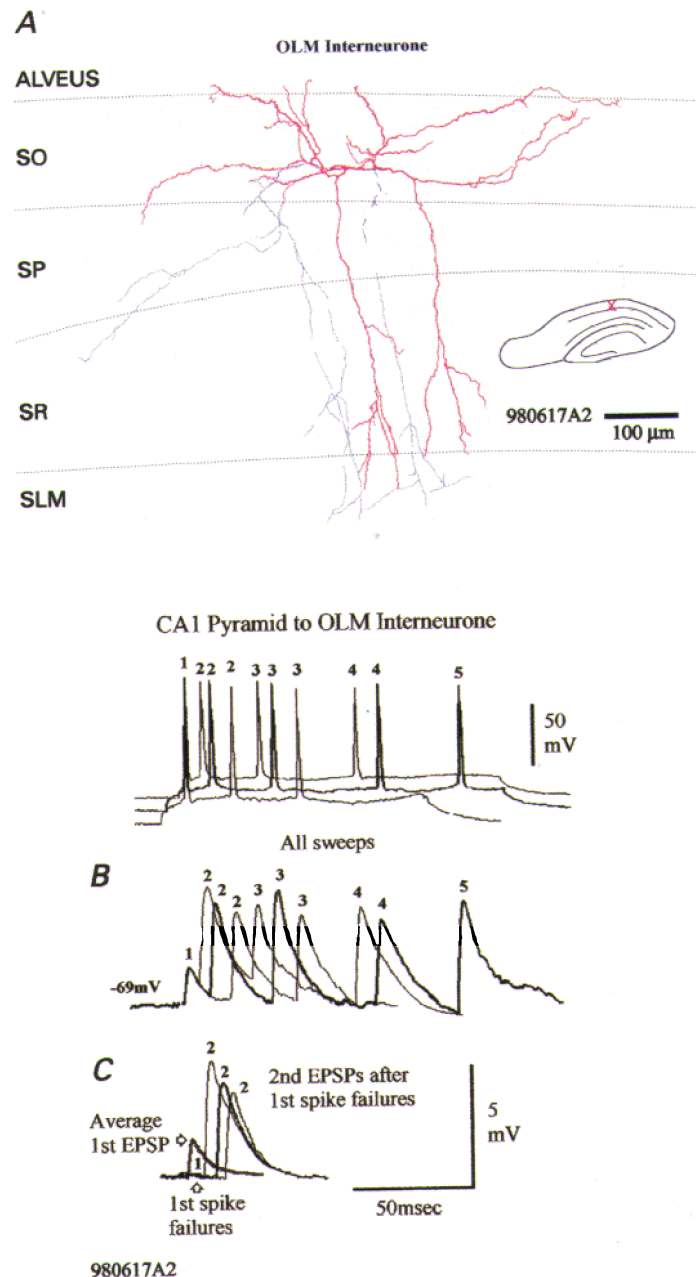 A
OLM Interneurone
ALVEUS
SO
SP
SR
SLM
980617A2
100 µm
CA1 Pyramid to OLM Interneurone
1 2 2 2 3 3 3 4 4 5
50
mV
All sweeps
B
2 2 2 3 3 3 4 4 5
1
-69mV
C
2 2 2
2nd EPSPs after
1st spike failures
Average
1st EPSP
1
1st spike
failures
5
mV
50msec
980617A2